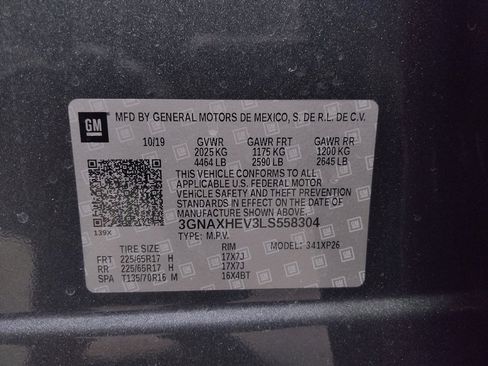 GM
MFD BY GENERAL MOTORS DE MEXICO, S. DE R.L. DE C.V.
10/19 GVWR GAWR FRT GAWR RR
2025 KG 1175 KG 1200 KG
4464 LB 2590 LB 2645 LB
THIS VEHICLE CONFORMS TO ALL
APPLICABLE U.S. FEDERAL MOTOR
VEHICLE SAFETY AND THEFT PREVENTION
STANDARDS IN EFFECT ON THE DATE OF
MANUFACTURE SHOWN ABOVE.
3GNAXHEV3LS558304
139X TYPE: M.P.V.
TIRE SIZE RIM MODEL: 341XP26
FRT 225/65R17 H 17X7J
RR 225/65R17 H 17X7J
SPA T135/70R16 M 16X4BT